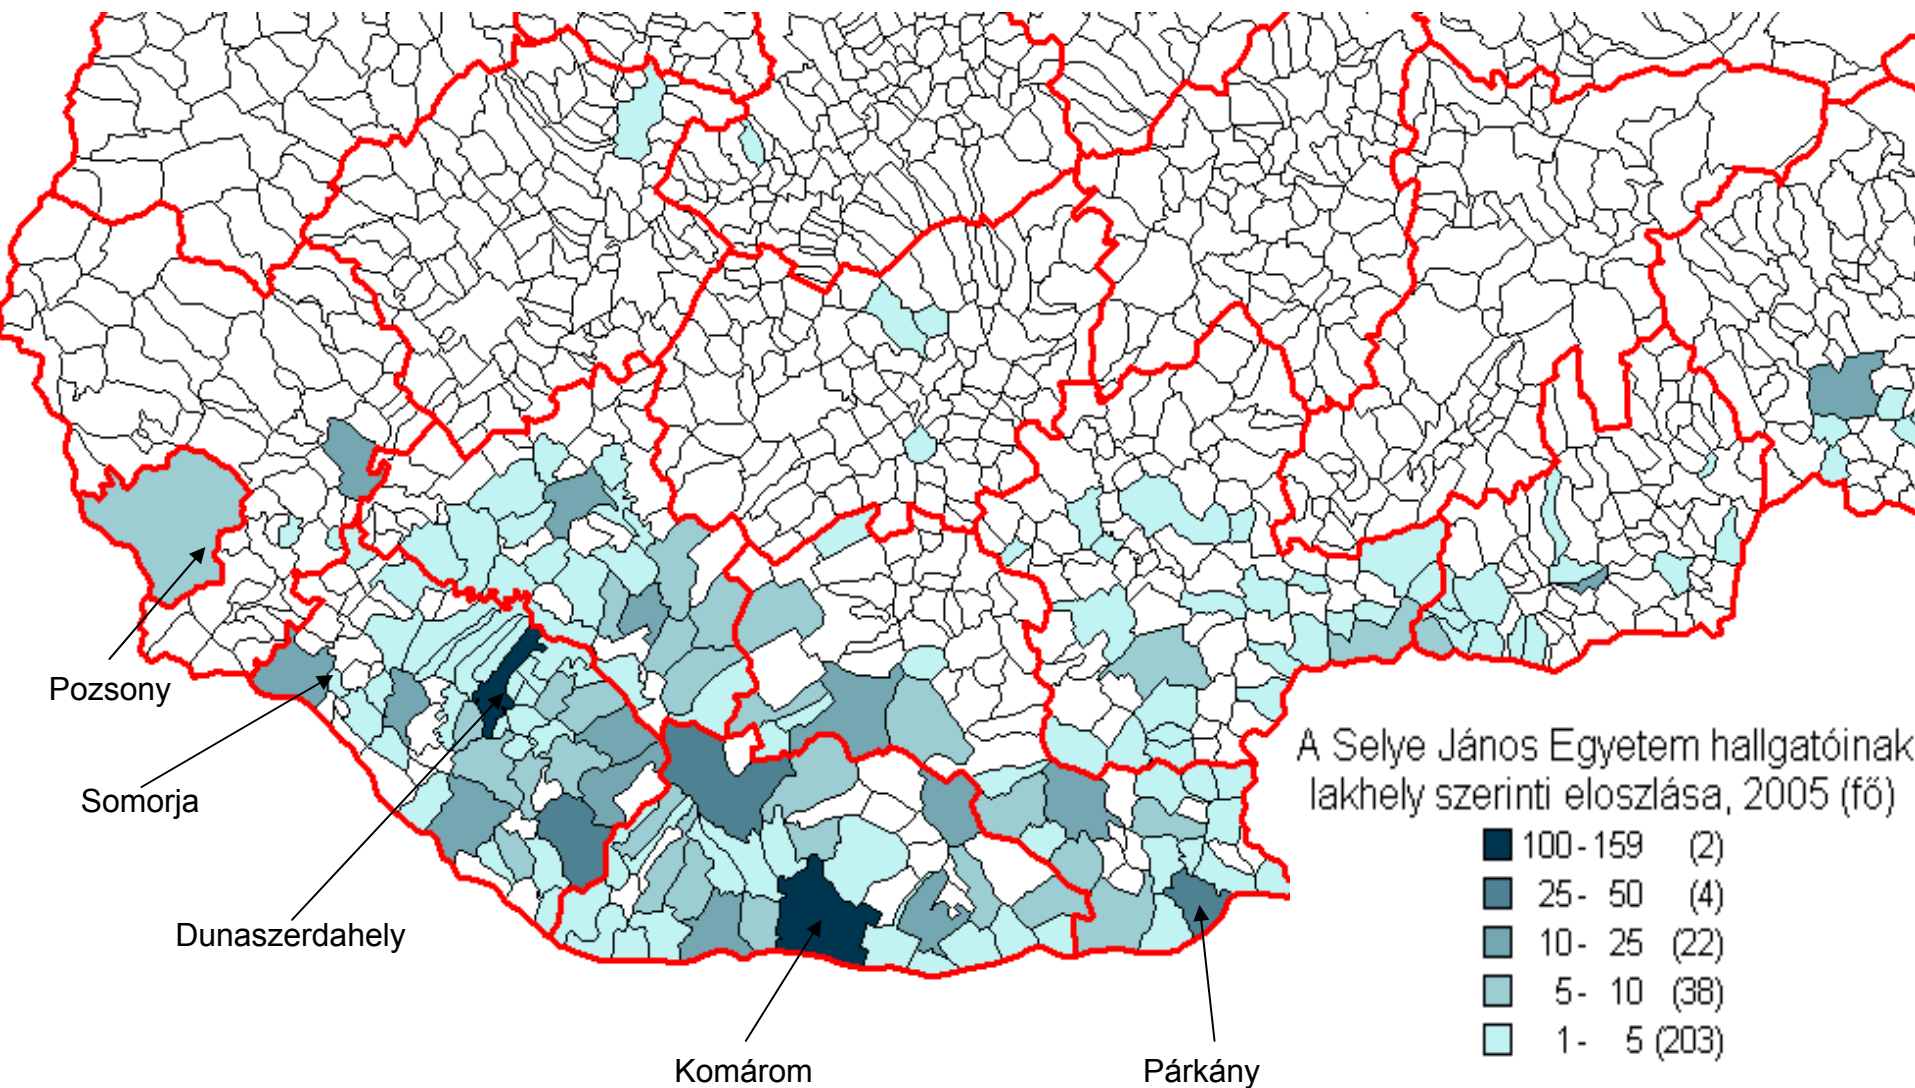 Pozsony
Somorja
Dunaszerdahely
Komárom
Párkány
A Selye János Egyetem hallgatóinak
lakhely szerinti eloszlása, 2005 (fő)
100 - 159 (2)
25 - 50 (4)
10 - 25 (22)
5 - 10 (38)
1 - 5 (203)